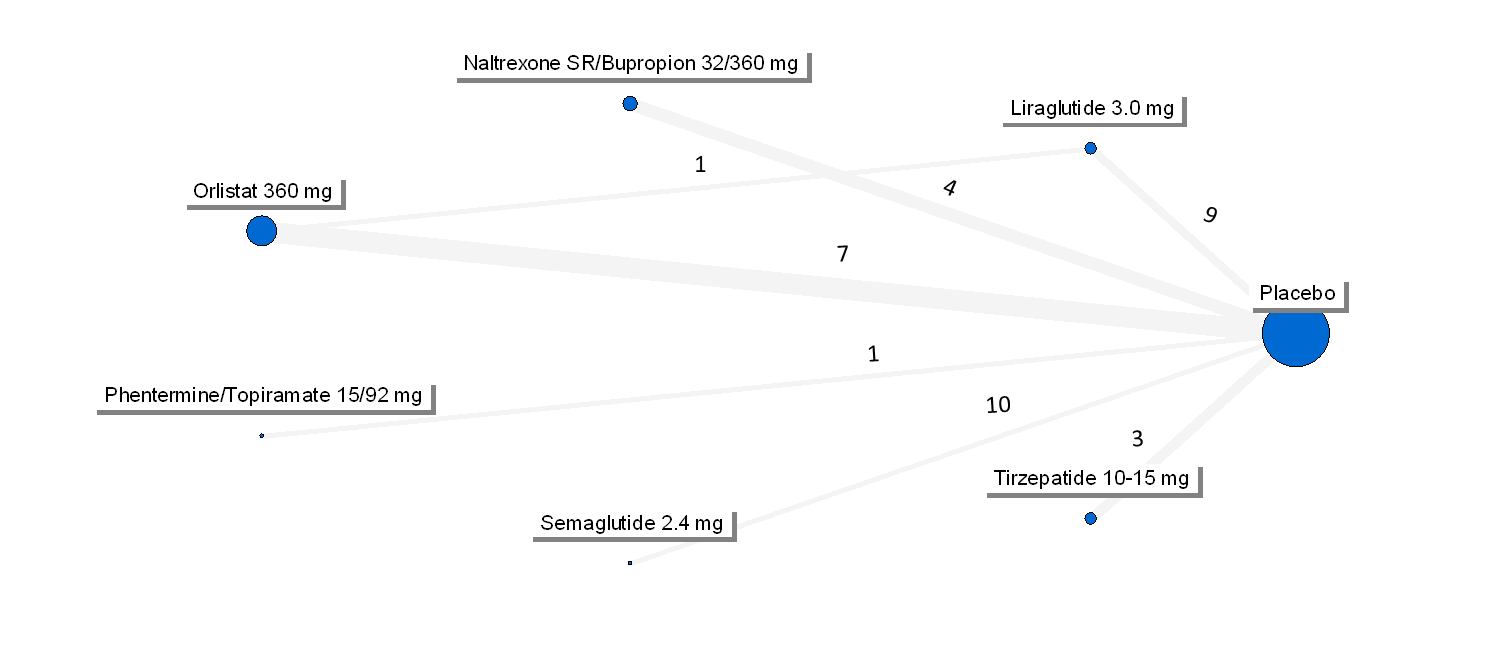 Naltrexone SR/Bupropion 32/360 mg
Liraglutide 3.0 mg
1
Orlistat 360 mg
4
9
7
Placebo
1
Phentermine/Topiramate 15/92 mg
10
3
Tirzepatide 10-15 mg
Semaglutide 2.4 mg